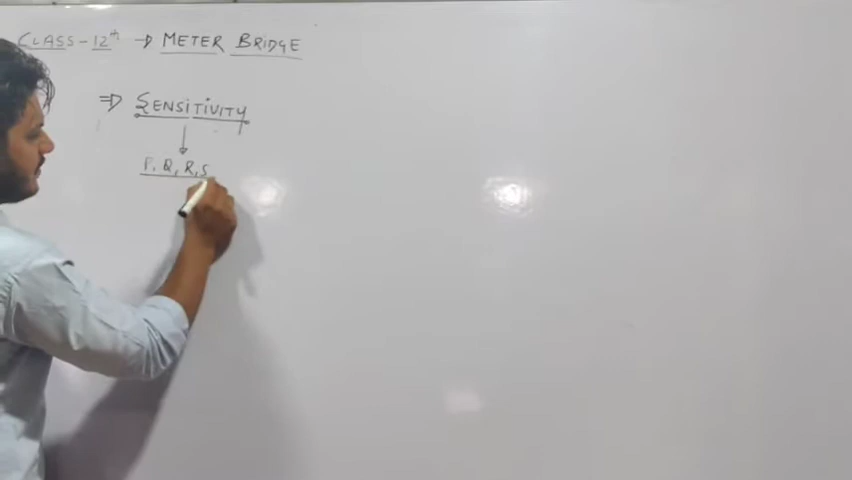 CLASS-12th → METER BRIDGE
⇒ SENSITIVITY
↓
P, Q, R, S